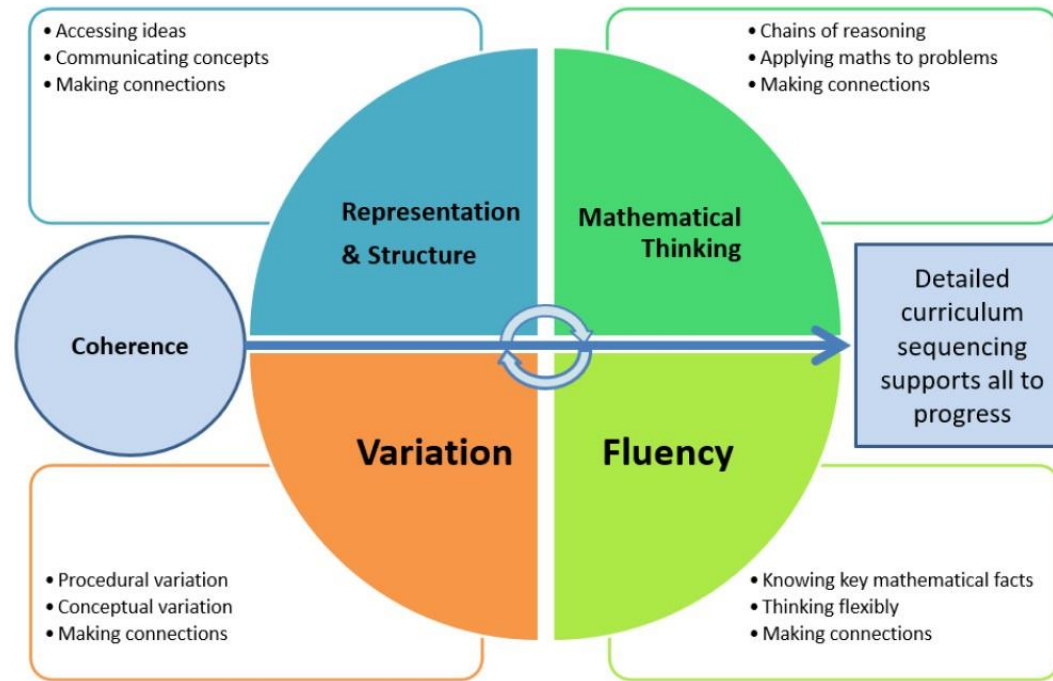 • Accessing ideas
• Communicating concepts
• Making connections
• Chains of reasoning
• Applying maths to problems
• Making connections
Representation
& Structure
Mathematical
Thinking
Coherence
Detailed
curriculum
sequencing
supports all to
progress
Variation
Fluency
• Procedural variation
• Conceptual variation
• Making connections
• Knowing key mathematical facts
• Thinking flexibly
• Making connections